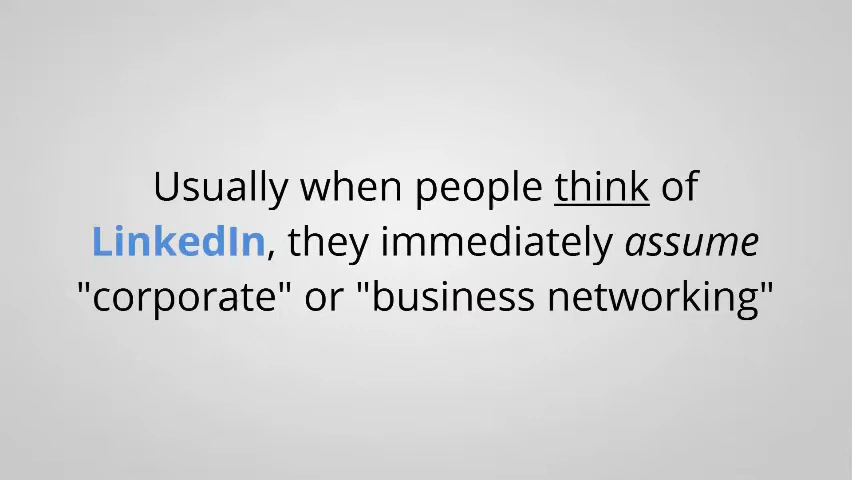 Usually when people think of
LinkedIn, they immediately assume
"corporate" or "business networking"